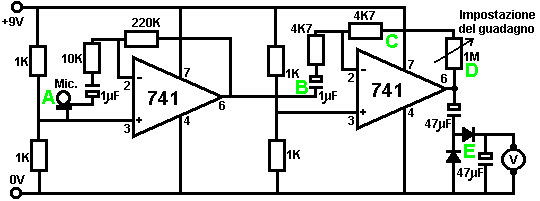 +9V
220K
4K7
4K7
C
Impostazione
del guadagno
1K
10K
Mic.
A
1µF
2
-
7
741
6
3
+
4
1K
1K
B
1µF
2
-
7
741
6
3
+
4
1M
D
47µF
E
1K
47µF
V
0V